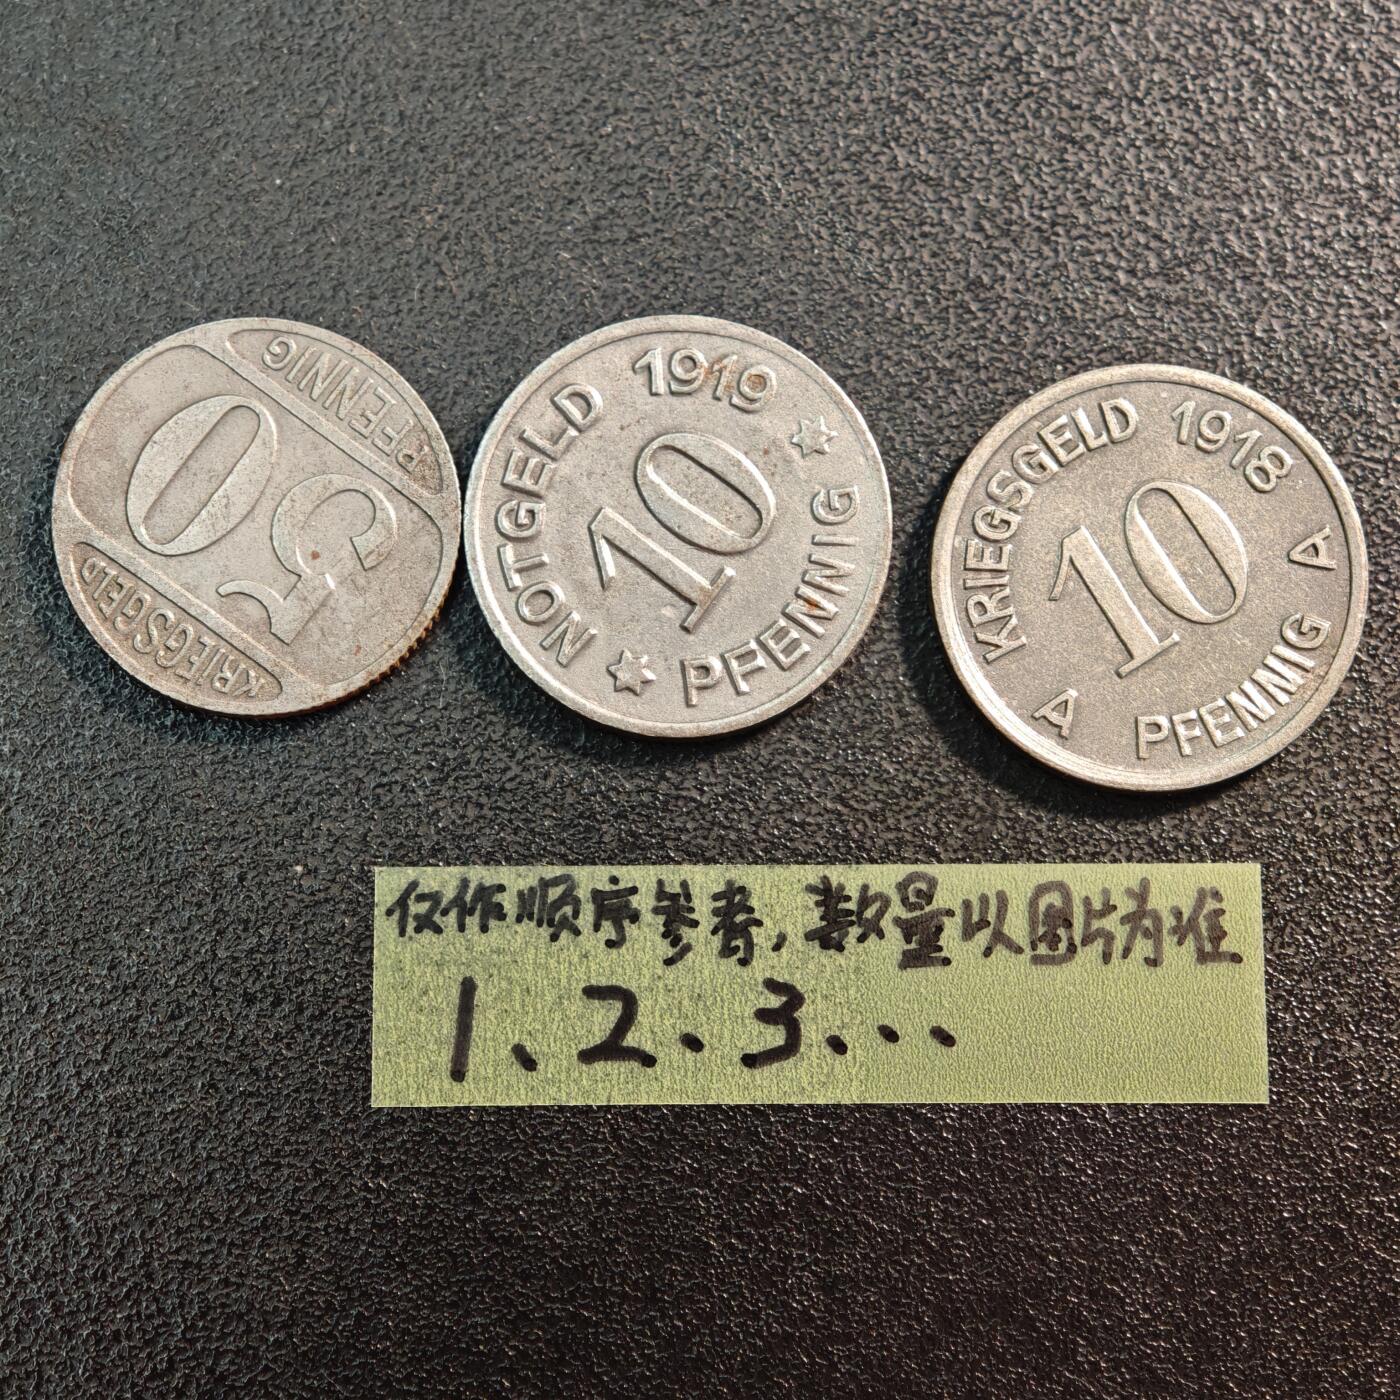 PFENNIG
50
KRIEGSGELD
NOTGELD 1919
10
PFENNIG
KRIEGSGELD 1918
10
A PFENNIG A
仅作顺序参考,数量以图片为准
1、2、3...